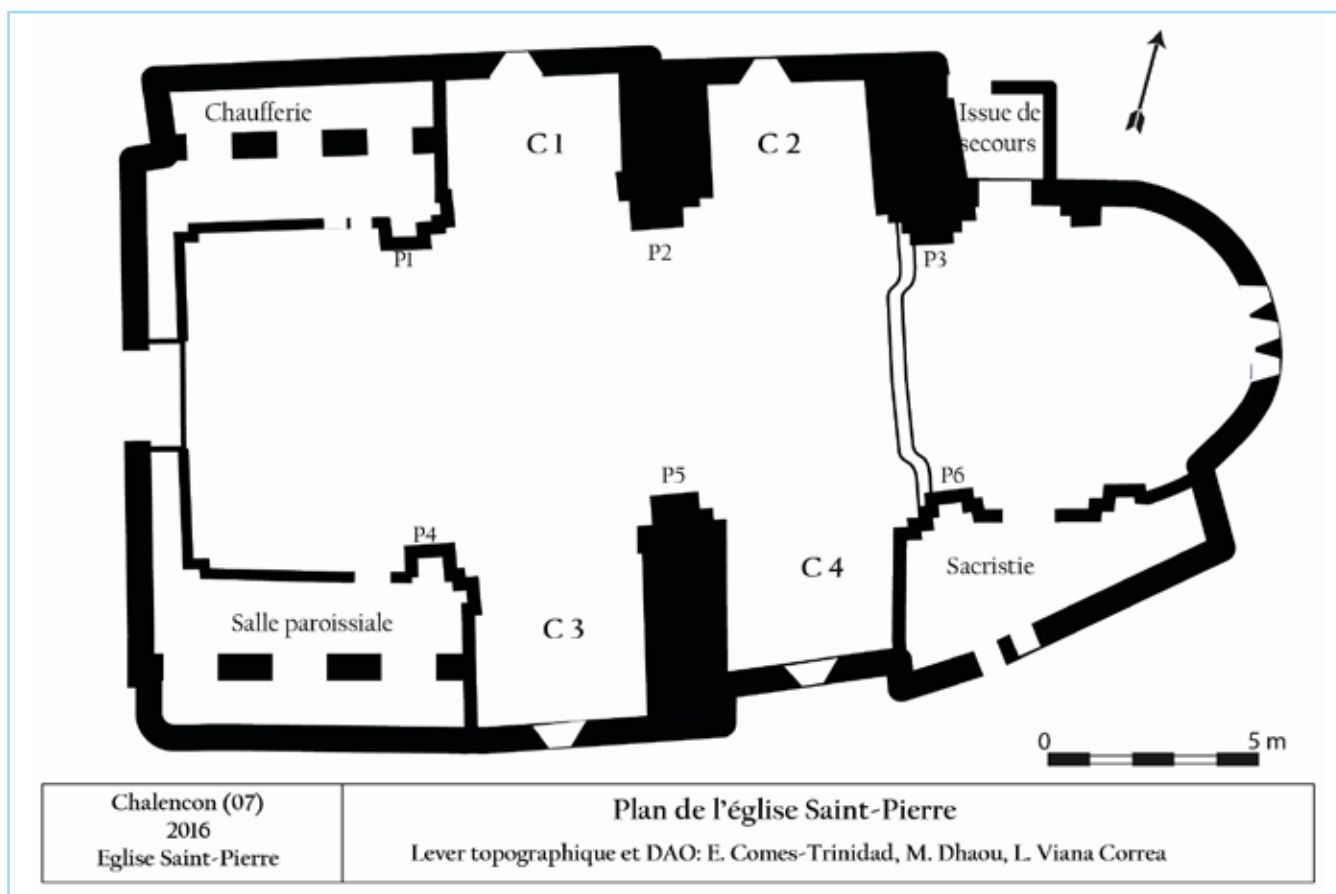 Chaufferie
C 1
C 2
Issue de
secours
P1
P2
P3
P4
P5
P6
C 3
C 4
Salle paroissiale
Sacristie
0 5 m
Chalencon (07)
2016
Eglise Saint-Pierre
Plan de l'église Saint-Pierre
Lever topographique et DAO: E. Comes-Trinidad, M. Dhaou, L. Viana Correa